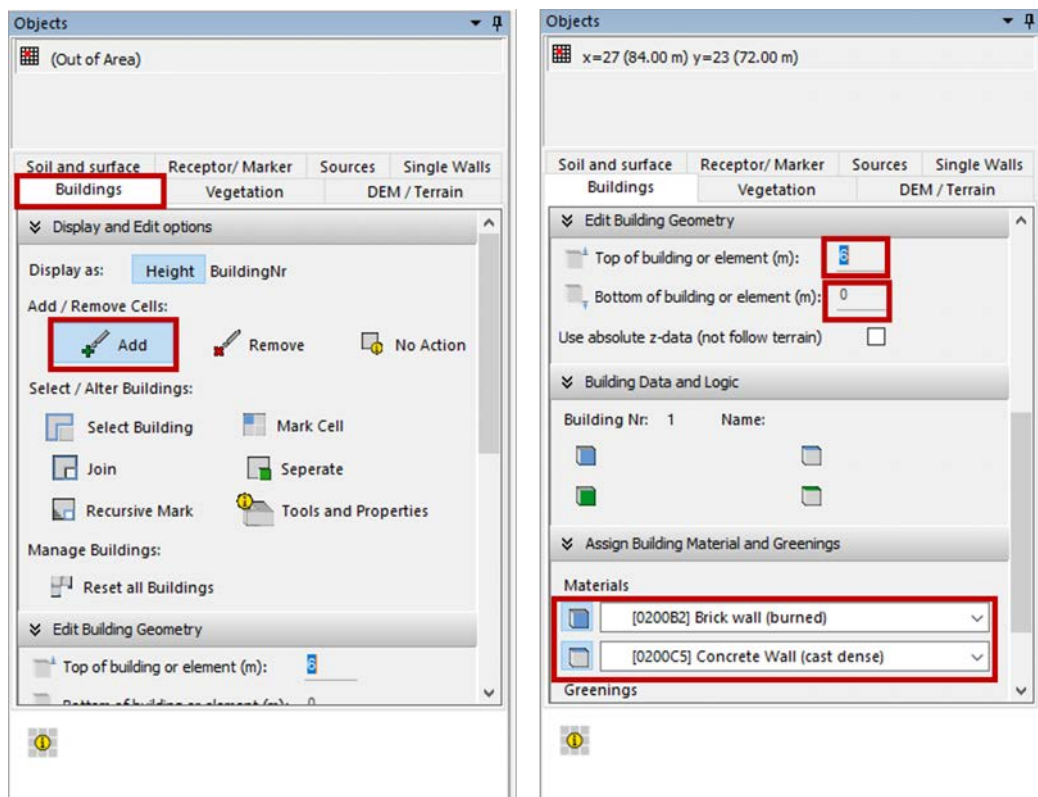 Objects
(Out of Area)
Soil and surface Receptor/ Marker Sources Single Walls
Buildings Vegetation DEM / Terrain
Display and Edit options
Display as: Height BuildingNr
Add / Remove Cells:
Add Remove No Action
Select / Alter Buildings:
Select Building Mark Cell
Join Seperate
Recursive Mark Tools and Properties
Manage Buildings:
Reset all Buildings
Edit Building Geometry
Top of building or element (m): 6
Bottom of building or element (m): 0
Objects
x=27 (84.00 m) y=23 (72.00 m)
Soil and surface Receptor/ Marker Sources Single Walls
Buildings Vegetation DEM / Terrain
Edit Building Geometry
Top of building or element (m): 6
Bottom of building or element (m): 0
Use absolute z-data (not follow terrain)
Building Data and Logic
Building Nr: 1 Name:
Assign Building Material and Greenings
Materials
[0200B2] Brick wall (burned)
[0200C5] Concrete Wall (cast dense)
Greenings